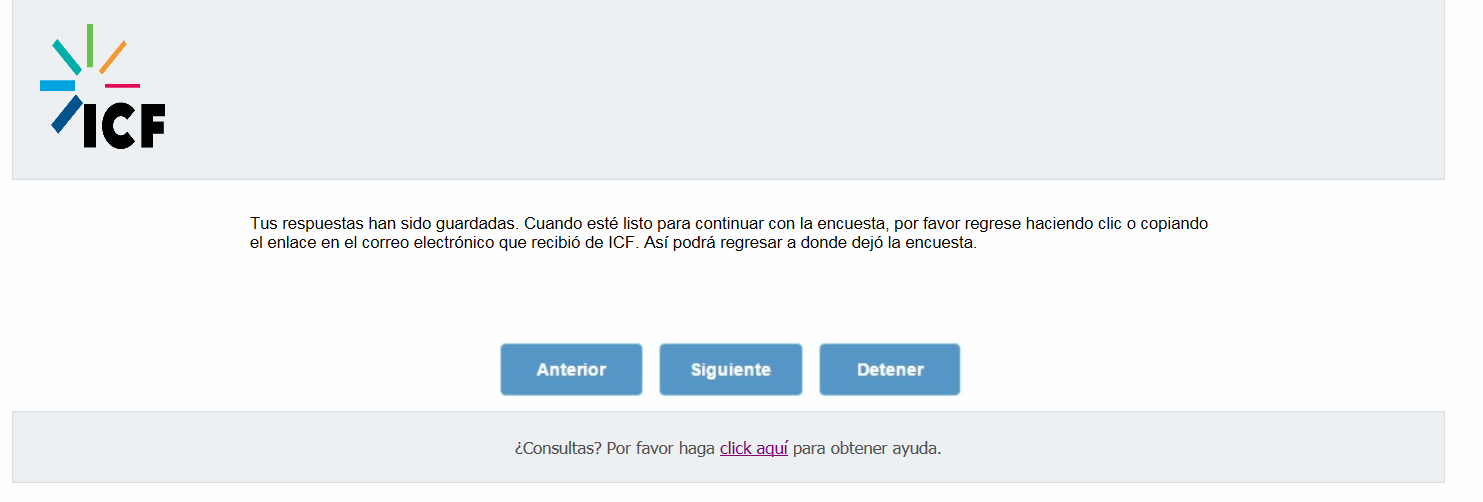 ICF
Tus respuestas han sido guardadas. Cuando esté listo para continuar con la encuesta, por favor regrese haciendo clic o copiando
el enlace en el correo electrónico que recibió de ICF. Así podrá regresar a donde dejó la encuesta.
Anterior Siguiente Detener
¿Consultas? Por favor haga click aquí para obtener ayuda.